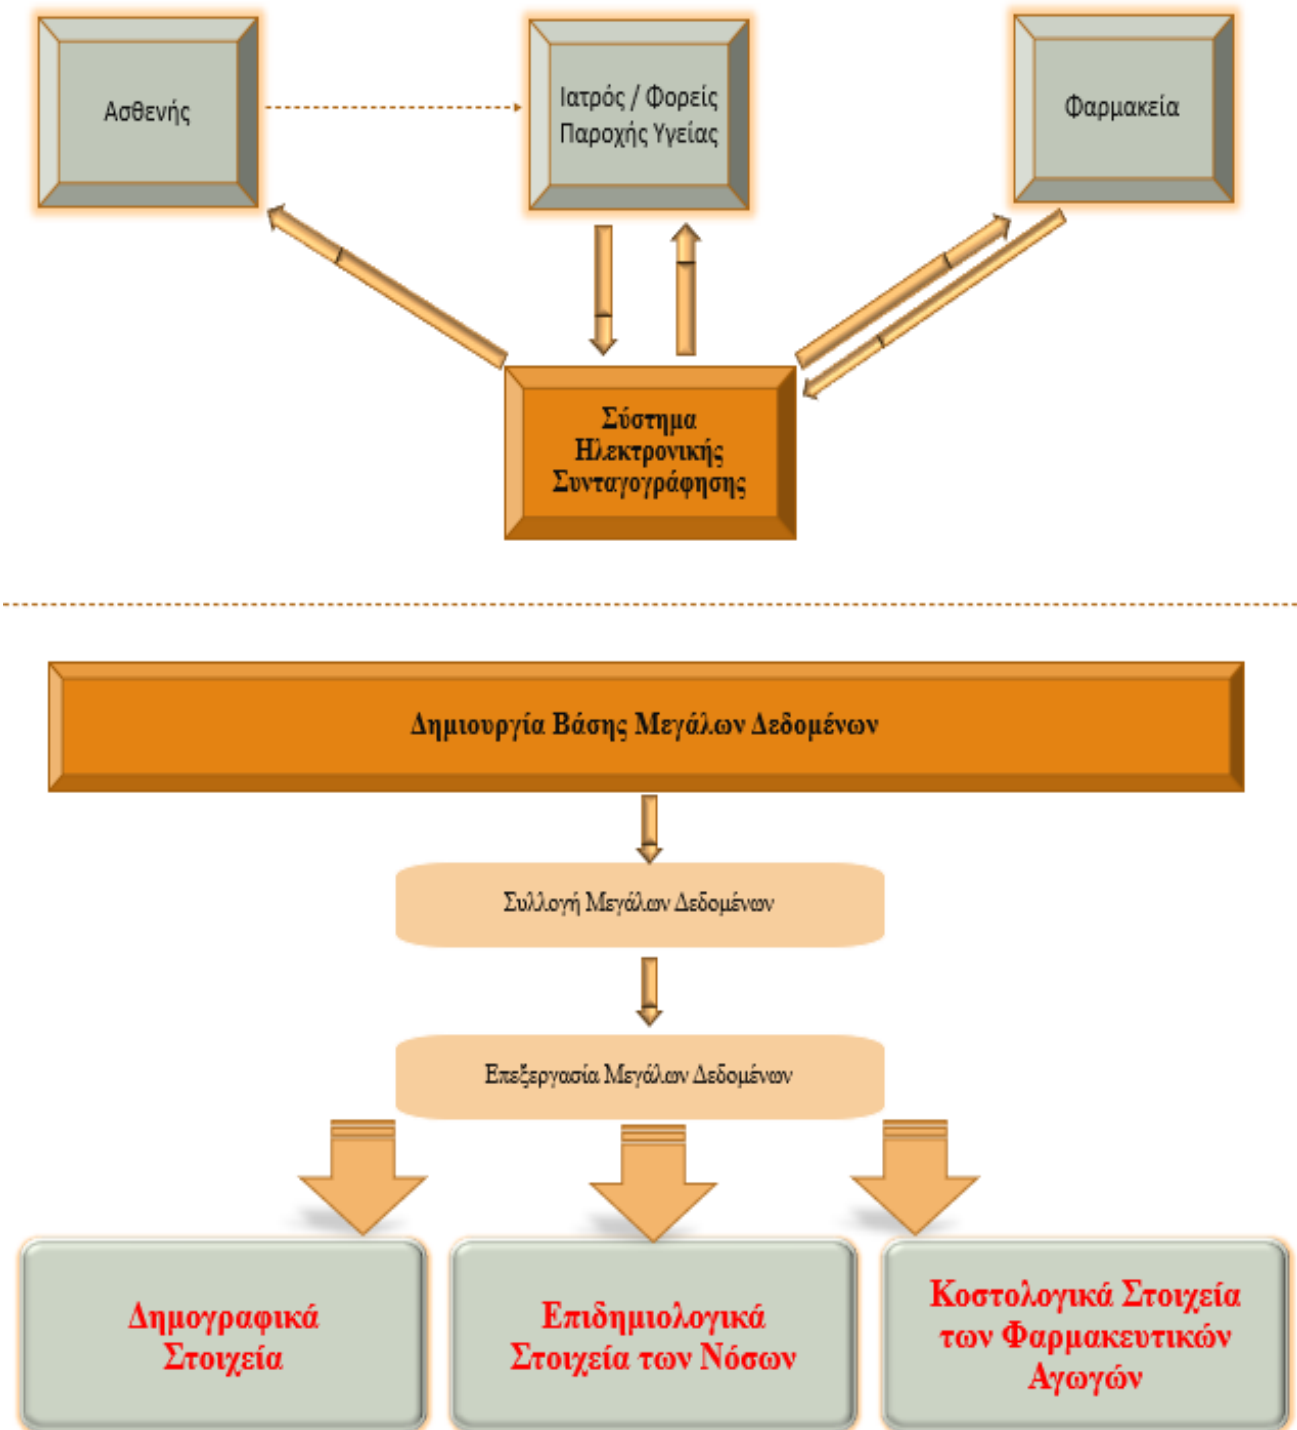 Ασθενής
Ιατρός / Φορείς
Παροχής Υγείας
Φαρμακεία
Σύστημα
Ηλεκτρονικής
Συνταγογράφησης
Δημιουργία Βάσης Μεγάλων Δεδομένων
Συλλογή Μεγάλων Δεδομένων
Επεξεργασία Μεγάλων Δεδομένων
Δημογραφικά
Στοιχεία
Επιδημιολογικά
Στοιχεία των Νόσων
Κοστολογικά Στοιχεία
των Φαρμακευτικών
Αγωγών